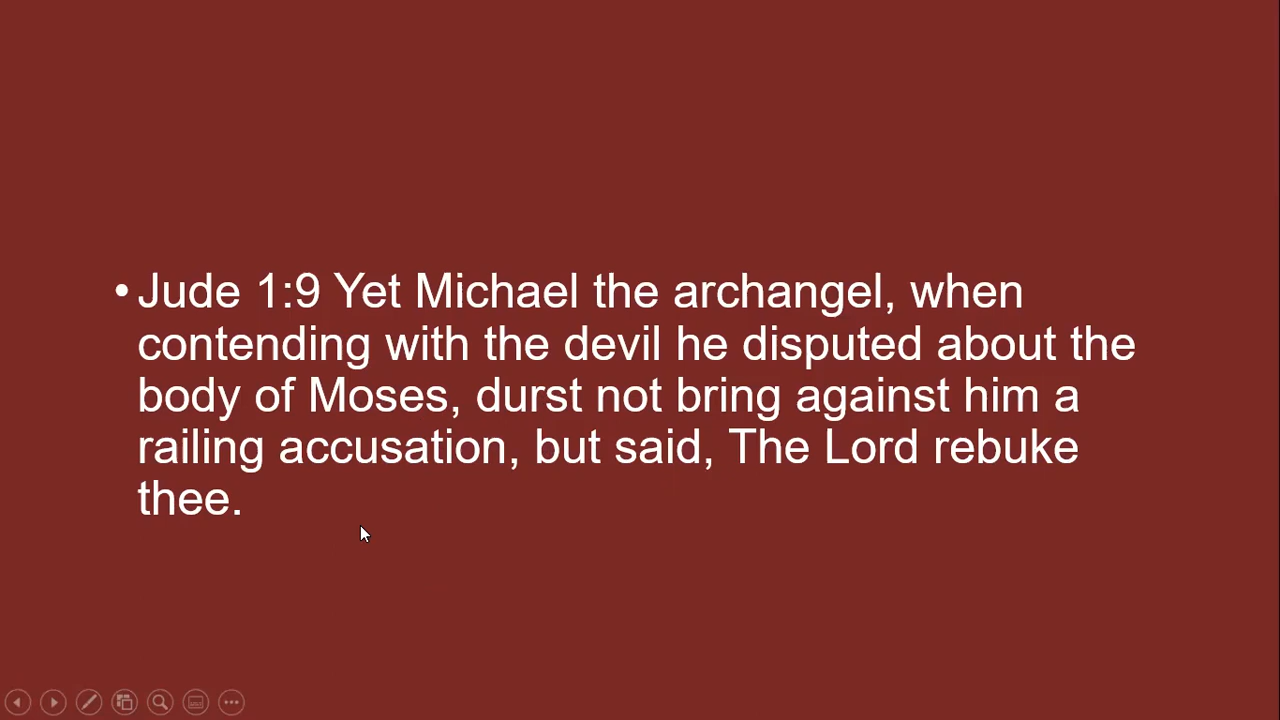 • Jude 1:9 Yet Michael the archangel, when
contending with the devil he disputed about the
body of Moses, durst not bring against him a
railing accusation, but said, The Lord rebuke
thee.